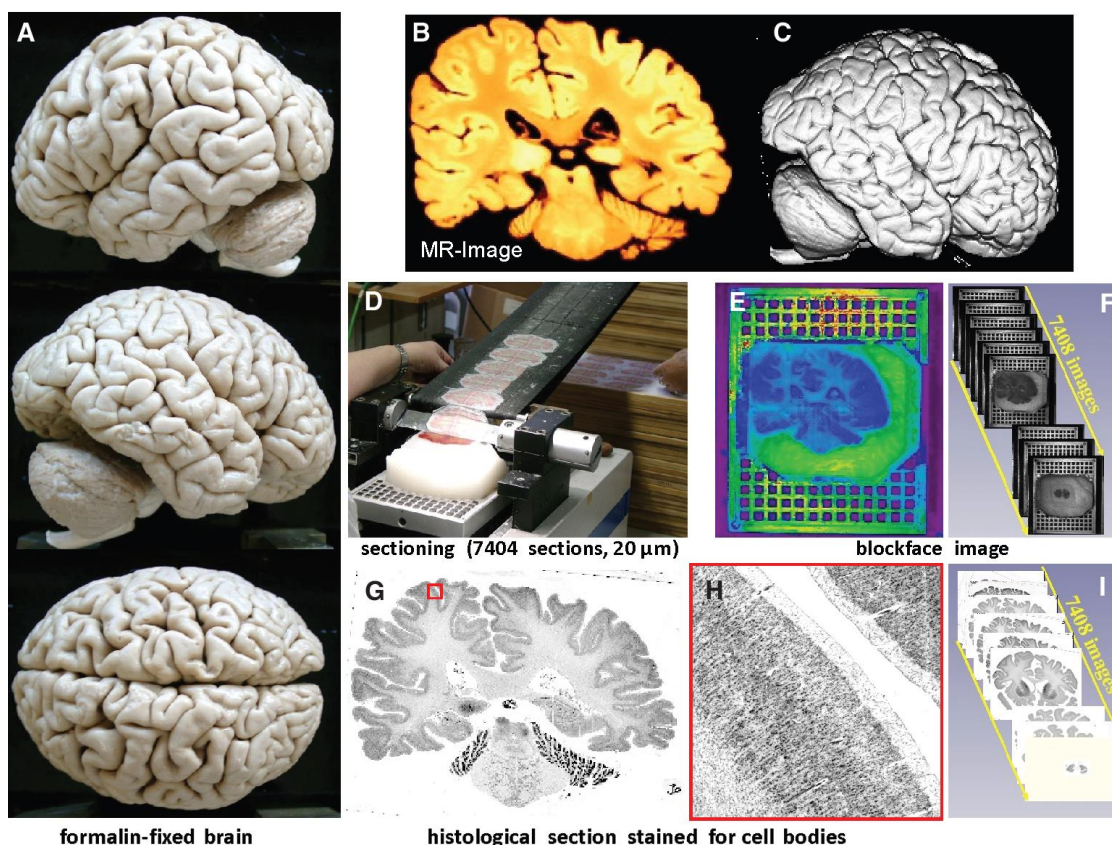 A
B
C
MR-Image
D
E
F
7408 images
sectioning (7404 sections, 20 µm)
blockface image
G
H
I
7408 images
formalin-fixed brain
histological section stained for cell bodies